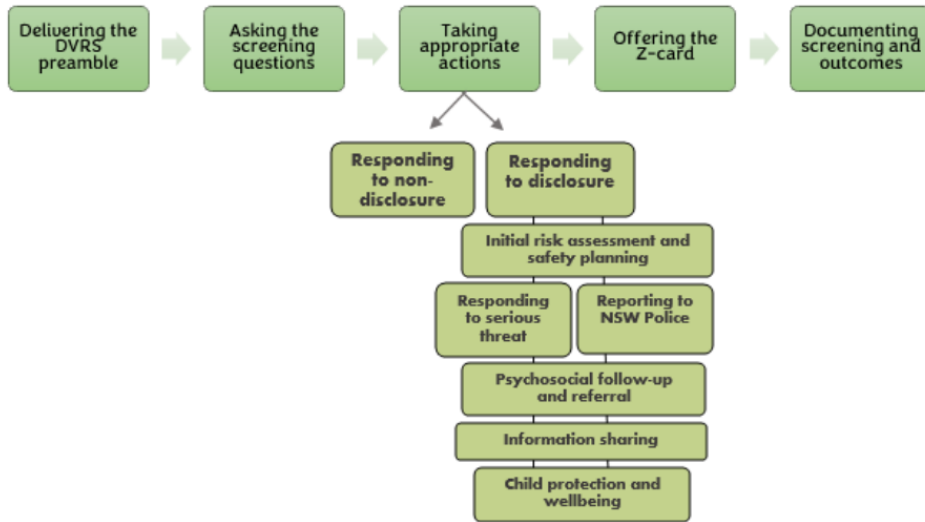 Delivering the
DVRS
preamble
Asking the
screening
questions
Taking
appropriate
actions
Offering the
Z-card
Documenting
screening and
outcomes
Responding
to non-
disclosure
Responding
to disclosure
Initial risk assessment and
safety planning
Responding
to serious
threat
Reporting to
NSW Police
Psychosocial follow-up
and referral
Information sharing
Child protection and
wellbeing